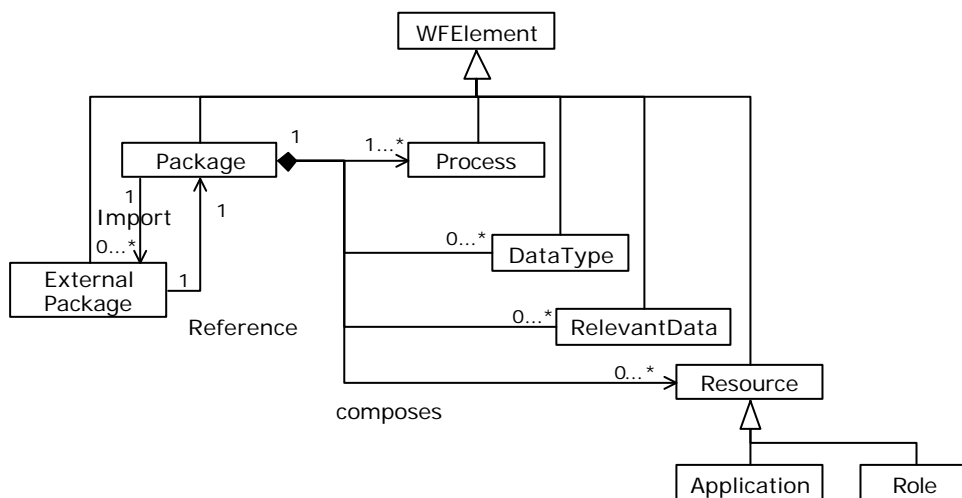 WFElement
1
1...*
Package
Process
1
Import
1
0...*
0...*
DataType
External
Package
1
0...*
Reference
RelevantData
0...*
Resource
composes
Application
Role